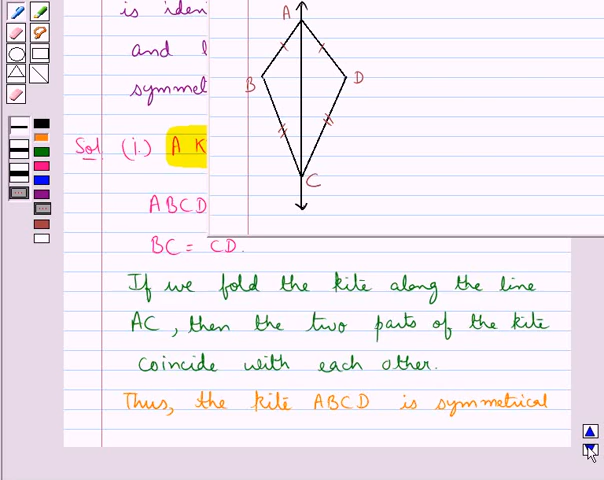 is iden
and
symmet
A
B
D
C
Sol (i.) A K
ABCD
BC = CD.
If we fold the kite along the line
AC, then the two parts of the kite
coincide with each other.
Thus, the kite ABCD is symmetrical